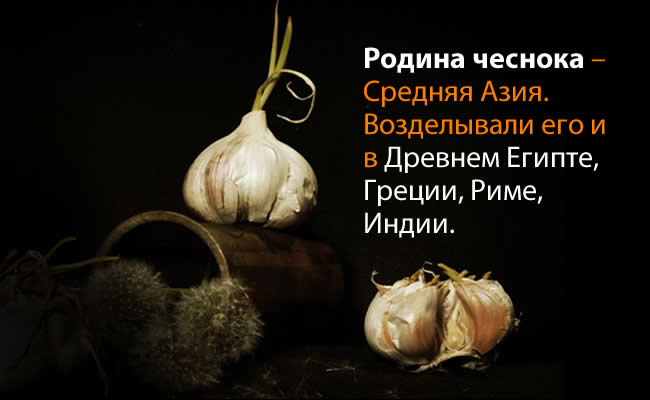 Родина чеснока –
Средняя Азия.
Возделывали его и
в Древнем Египте,
Греции, Риме,
Индии.